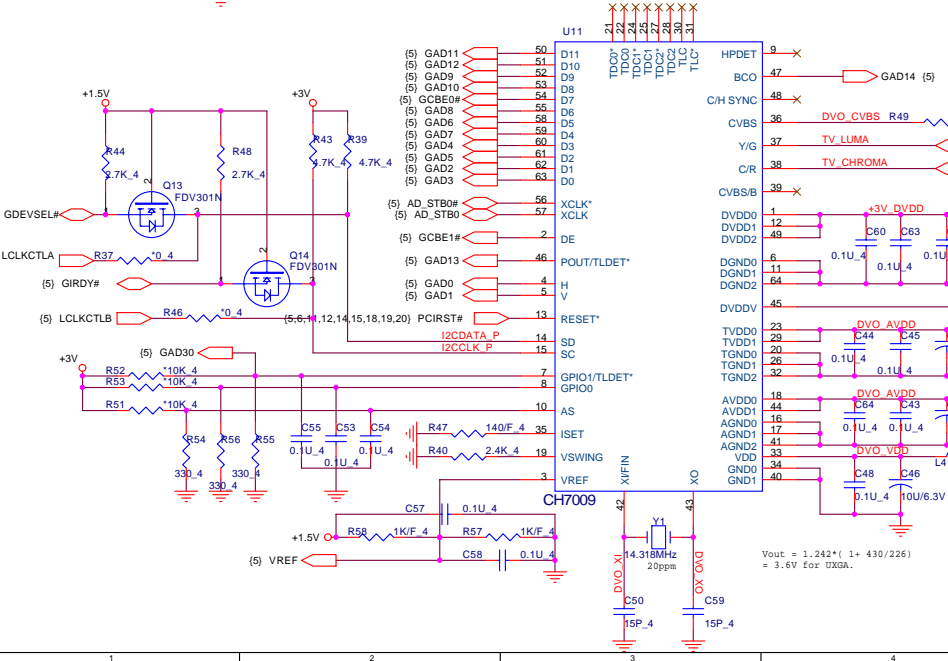 U11
21
22
24
25
27
28
30
31
TDC0*
TDC0
TDC1*
TDC1
TDC2*
TDC2
TLC
TLC*
{5} GAD11 50 D11
{5} GAD12 51 D10
{5} GAD9 52 D9
{5} GAD10 53 D8
{5} GCBE0# 54 D7
{5} GAD8 55 D6
{5} GAD6 58 D5
{5} GAD7 59 D4
{5} GAD4 60 D3
{5} GAD5 61 D2
{5} GAD2 62 D1
{5} GAD3 63 D0
{5} AD_STB0# 56 XCLK*
{5} AD_STB0 57 XCLK
{5} GCBE1# 2 DE
{5} GAD13 46 POUT/TLDET*
{5} GAD0 4 H
{5} GAD1 5 V
PCIRST# 13 RESET*
I2CDATA_P 14 SD
I2CCLK_P 15 SC
7 GPIO1/TLDET*
8 GPIO0
10 AS
R47 140/F_4 35 ISET
R40 2.4K_4 19 VSWING
3 VREF
HPDET 9
BCO 47 GAD14 {5}
C/H SYNC 48
CVBS 36 DVO_CVBS R49
Y/G 37 TV_LUMA
C/R 38 TV_CHROMA
CVBS/B 39
DVDD0 1 +3V_DVDD
DVDD1 12
DVDD2 49
C60 C63
0.1U_4
0.1U_4
0.1U
DGND0 6
DGND1 11
DGND2 64
DVDDV 45
TVDD0 23 DVO_AVDD
TVDD1 29
C44 C45
0.1U_4
0.1U_4
TGND0 20
TGND1 26
TGND2 32
AVDD0 18 DVO_AVDD
AVDD1 44
C64 C43
0.1U_4 0.1U_4
AGND0 16
AGND1 17
AGND2 41
VDD 33 DVO_VDD
GND0 34
GND1 40
L4
C48 C46
0.1U_4 10U/6.3V
+1.5V +3V
R44 R48 R43 R39
2.7K_4 2.7K_4 4.7K_4 4.7K_4
Q13
FDV301N
2
1
3
GDEVSEL#
LCLKCTLA R37 *0_4
Q14
FDV301N
2
1
3
{5} GIRDY#
{5} LCLKCTLB R46 *0_4
{5} GAD30
+3V
R52 *10K_4
R53 *10K_4
R51 *10K_4
R54 R56 R55
330_4 330_4 330_4
C55 C53 C54
0.1U_4 0.1U_4 0.1U_4
CH7009
XI/FIN
XO
42
43
C57 0.1U_4
+1.5V R58 1K/F_4 R57 1K/F_4
{5} VREF C58 0.1U_4
Y1
14.318MHz
20ppm
DVO_XI
DVO_XO
C50
15P_4
C59
15P_4
Vout = 1.242*( 1+ 430/226)
= 3.6V for UXGA.
1 2 3 4